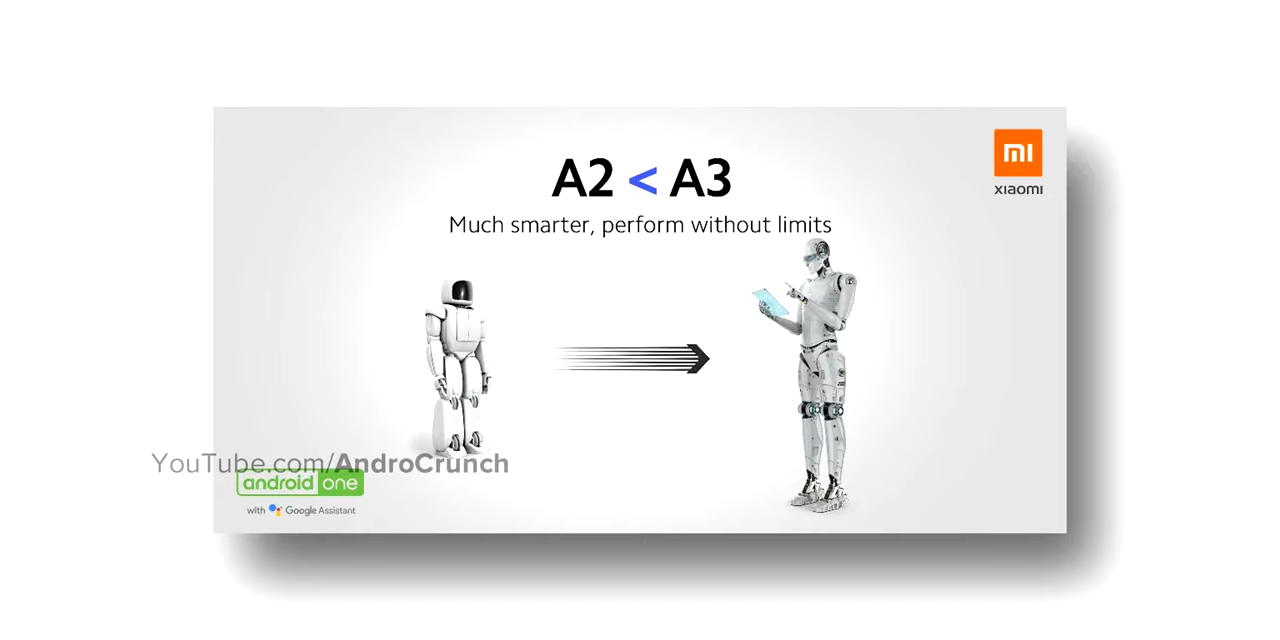 A2 < A3
mi
xiaomi
Much smarter, perform without limits
YouTube.com/AndroCrunch
android one
with Google Assistant